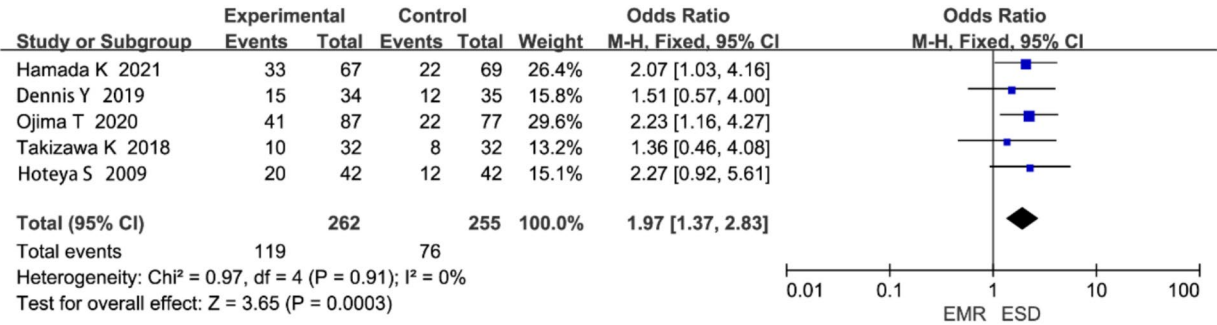 Experimental Control Odds Ratio Odds Ratio
Study or Subgroup Events Total Events Total Weight M-H, Fixed, 95% CI M-H, Fixed, 95% CI
Hamada K 2021 33 67 22 69 26.4% 2.07 [1.03, 4.16]
Dennis Y 2019 15 34 12 35 15.8% 1.51 [0.57, 4.00]
Ojima T 2020 41 87 22 77 29.6% 2.23 [1.16, 4.27]
Takizawa K 2018 10 32 8 32 13.2% 1.36 [0.46, 4.08]
Hoteya S 2009 20 42 12 42 15.1% 2.27 [0.92, 5.61]
Total (95% CI) 262 255 100.0% 1.97 [1.37, 2.83]
Total events 119 76
Heterogeneity: Chi² = 0.97, df = 4 (P = 0.91); I² = 0%
Test for overall effect: Z = 3.65 (P = 0.0003)
0.01 0.1 1 10 100
EMR ESD